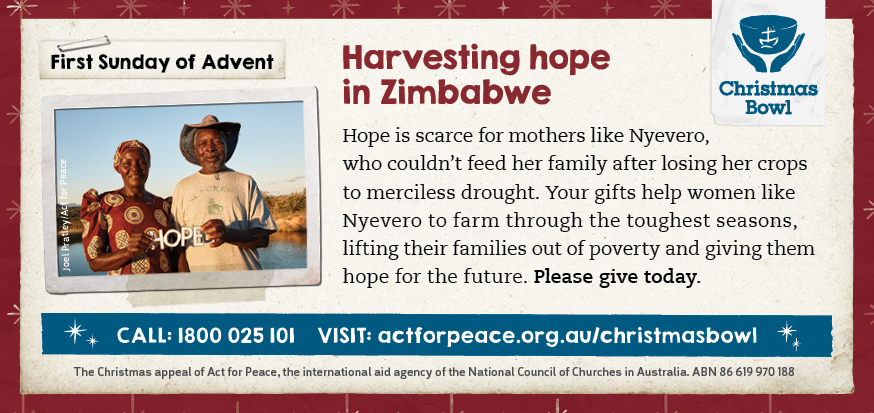 First Sunday of Advent
Harvesting hope
in Zimbabwe
Christmas
Bowl
Hope is scarce for mothers like Nyevero,
who couldn't feed her family after losing her crops
to merciless drought. Your gifts help women like
Nyevero to farm through the toughest seasons,
lifting their families out of poverty and giving them
hope for the future. Please give today.
Joel Pratley/Act for Peace
HOPE
CALL: 1800 025 101 VISIT: actforpeace.org.au/christmasbowl
The Christmas appeal of Act for Peace, the international aid agency of the National Council of Churches in Australia. ABN 86 619 970 188